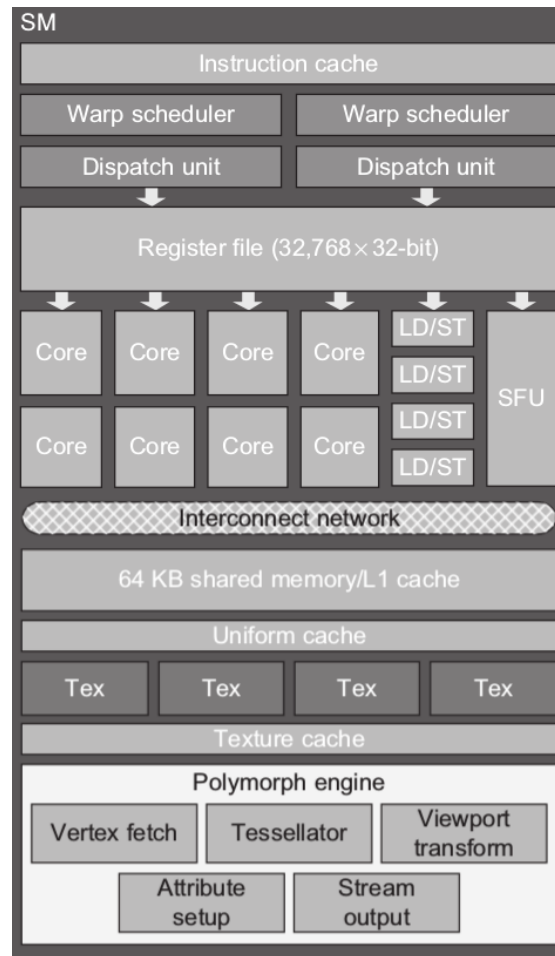 SM
Instruction cache
Warp scheduler
Warp scheduler
Dispatch unit
Dispatch unit
Register file (32,768×32-bit)
Core
Core
Core
Core
LD/ST
LD/ST
SFU
Core
Core
Core
Core
LD/ST
LD/ST
Interconnect network
64 KB shared memory/L1 cache
Uniform cache
Tex
Tex
Tex
Tex
Texture cache
Polymorph engine
Vertex fetch
Tessellator
Viewport
transform
Attribute
setup
Stream
output